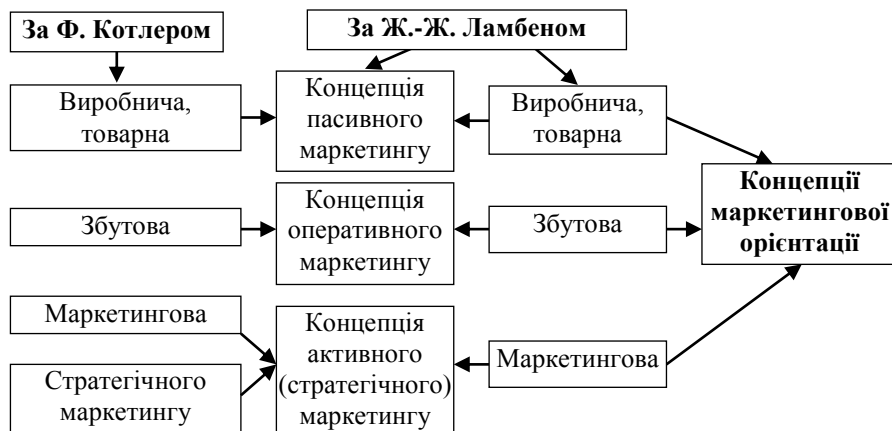 За Ф. Котлером
За Ж.-Ж. Ламбеном
Виробнича,
товарна
Концепція
пасивного
маркетингу
Виробнича,
товарна
Концепції
маркетингової
орієнтації
Збутова
Концепція
оперативного
маркетингу
Збутова
Маркетингова
Стратегічного
маркетингу
Концепція
активного
(стратегічного)
маркетингу
Маркетингова